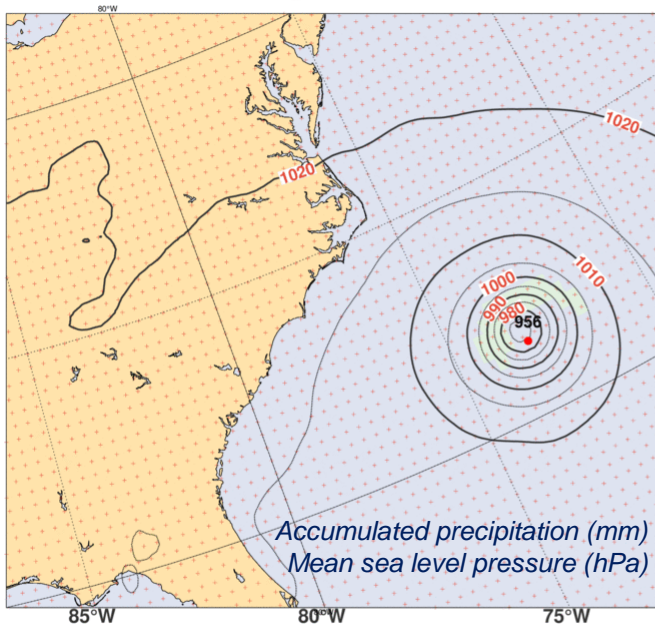 80°W
1020
1020
1010
1000
990
980
956
Accumulated precipitation (mm)
Mean sea level pressure (hPa)
85°W
80°W
75°W